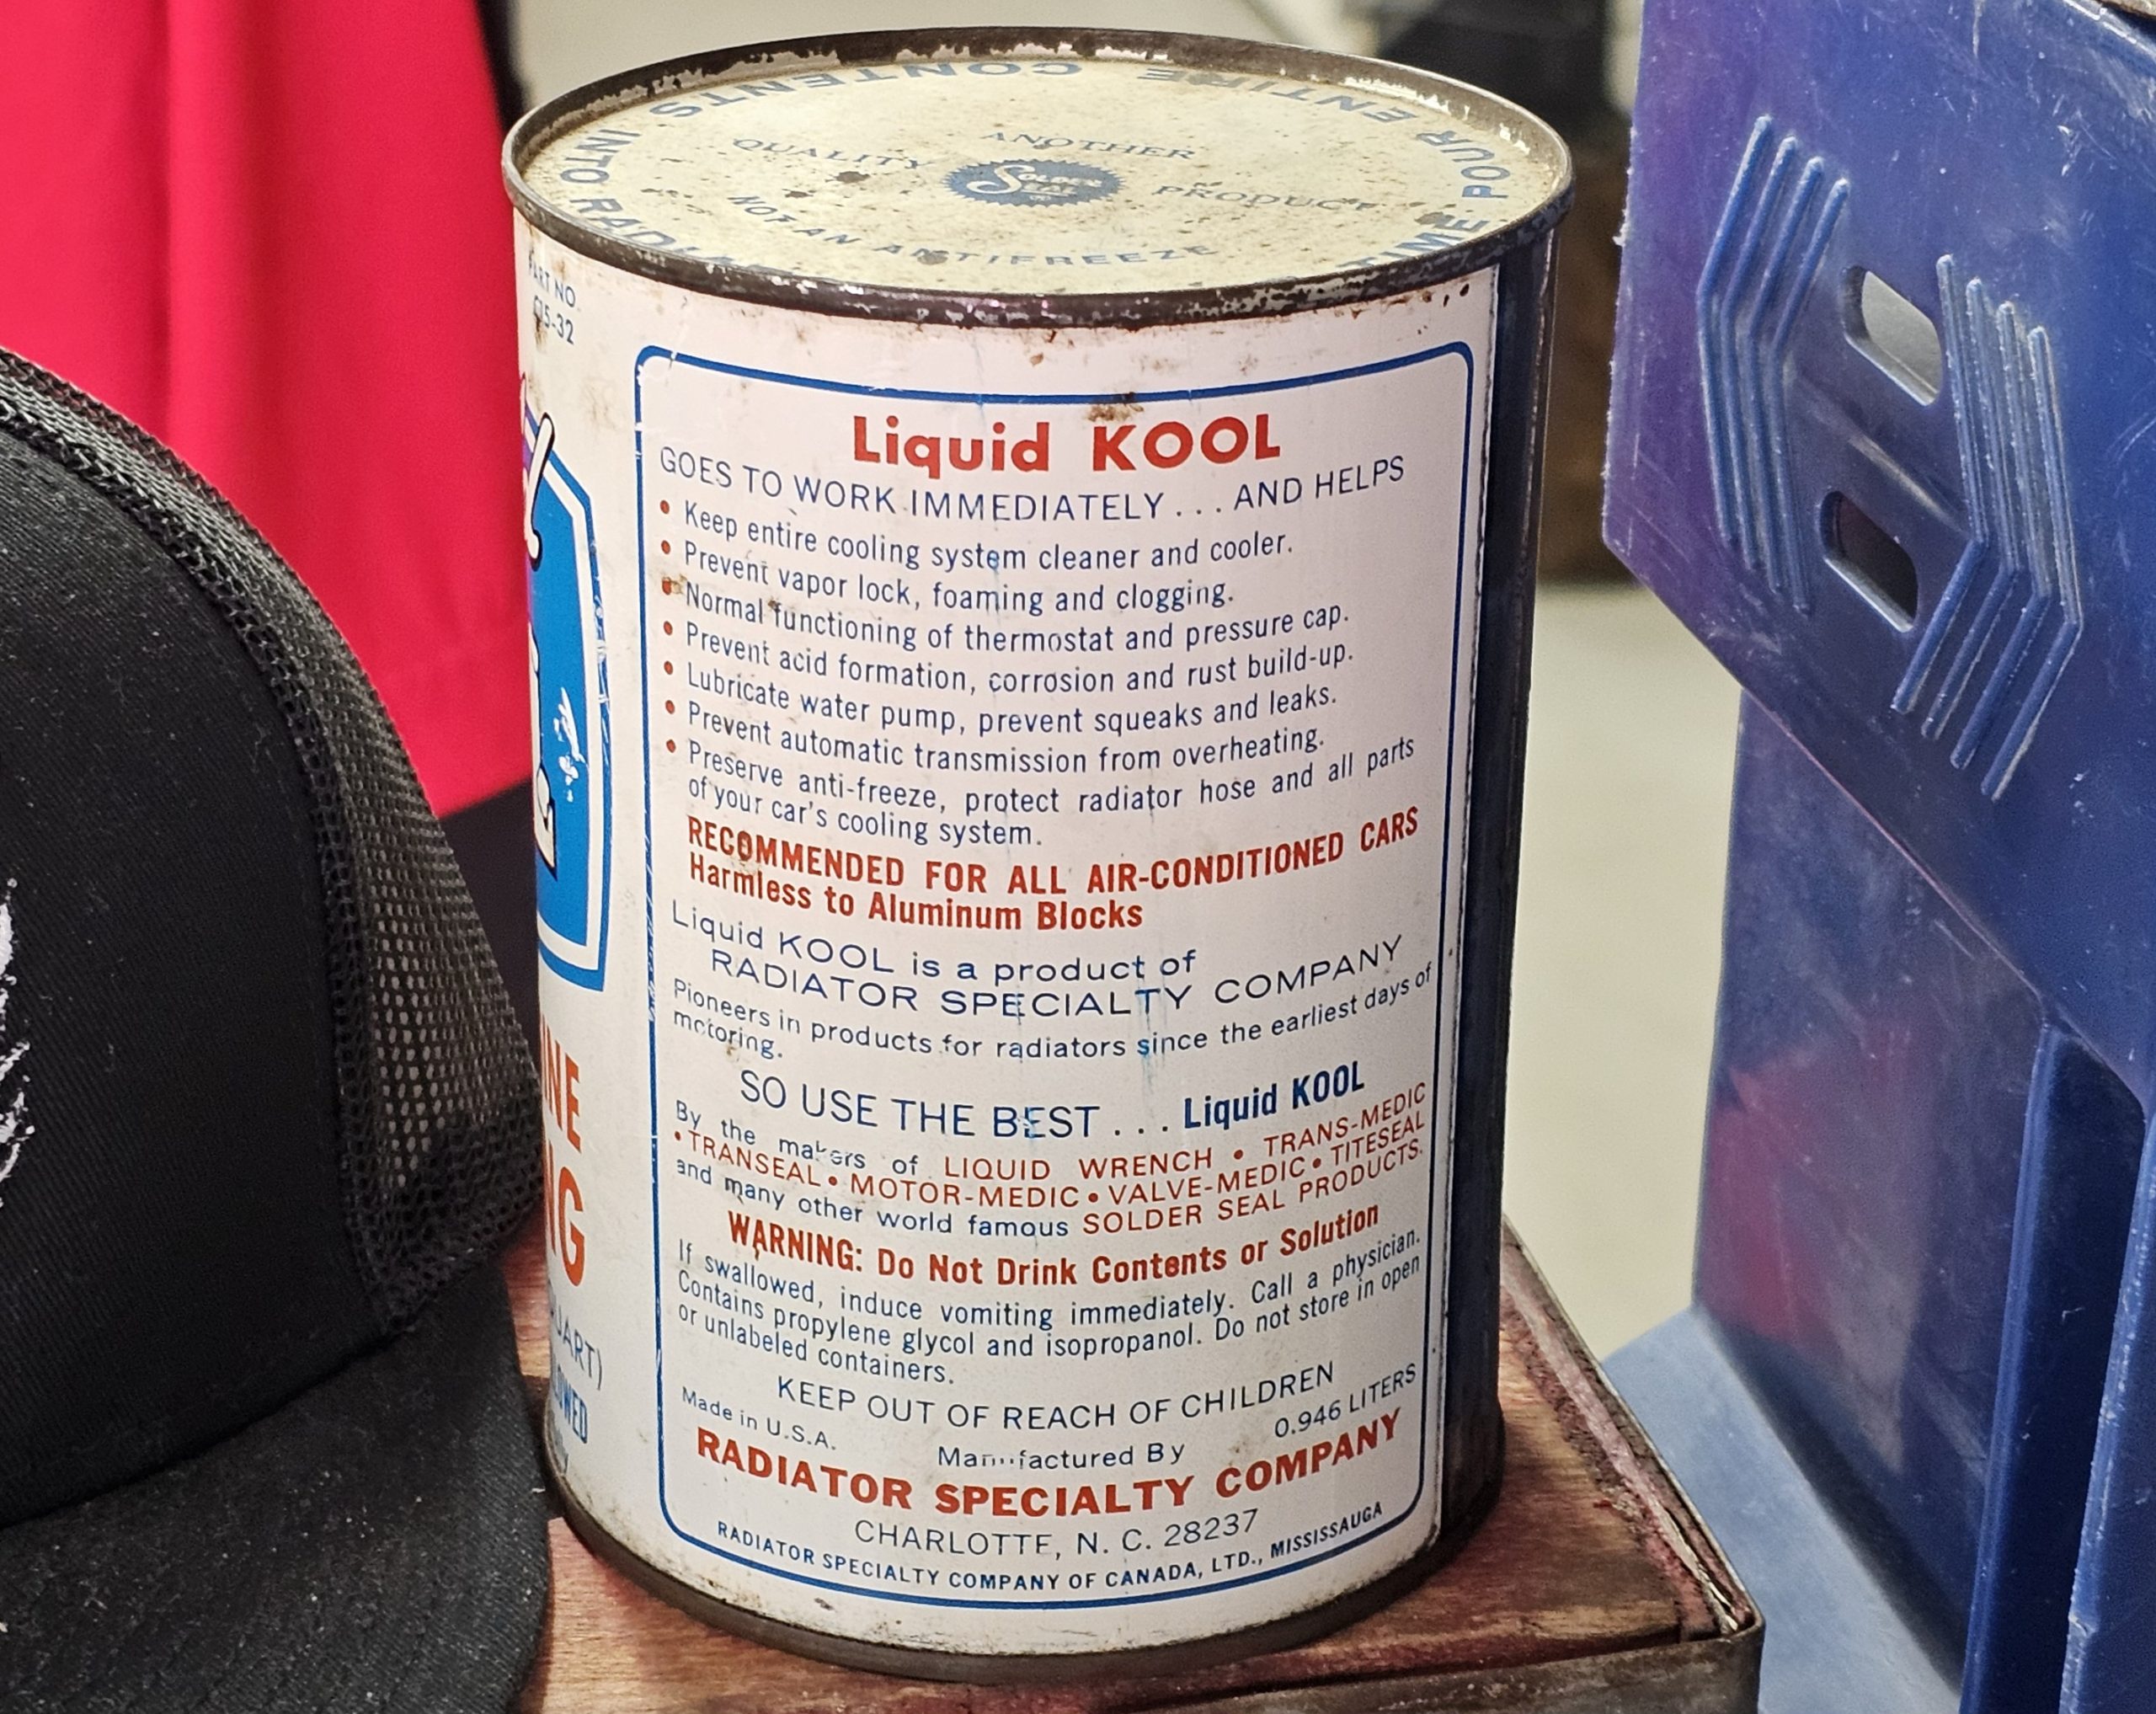 TIME POUR ENTIRE CONTENTS INTO
ANOTHER
QUALITY PRODUCT
SOLDER
SEAL
NOT AN ANTIFREEZE
PART NO.
Liquid KOOL
GOES TO WORK IMMEDIATELY . . . AND HELPS
• Keep entire cooling system cleaner and cooler.
• Prevent vapor lock, foaming and clogging.
• Normal functioning of thermostat and pressure cap.
• Prevent acid formation, corrosion and rust build-up.
• Lubricate water pump, prevent squeaks and leaks.
• Prevent automatic transmission from overheating.
• Preserve anti-freeze, protect radiator hose and all parts
of your car's cooling system.
RECOMMENDED FOR ALL AIR-CONDITIONED CARS
Harmless to Aluminum Blocks
Liquid KOOL is a product of
RADIATOR SPECIALTY COMPANY
Pioneers in products for radiators since the earliest days of
motoring.
SO USE THE BEST . . . Liquid KOOL
By the makers of LIQUID WRENCH • TRANS-MEDIC
• TRANSEAL • MOTOR-MEDIC • VALVE-MEDIC • TITESEAL
and many other world famous SOLDER SEAL PRODUCTS.
WARNING: Do Not Drink Contents or Solution
If swallowed, induce vomiting immediately. Call a physician.
Contains propylene glycol and isopropanol. Do not store in open
or unlabeled containers.
KEEP OUT OF REACH OF CHILDREN
Made in U.S.A. 0.946 LITERS
Manufactured By
RADIATOR SPECIALTY COMPANY
CHARLOTTE, N. C. 28237
RADIATOR SPECIALTY COMPANY OF CANADA, LTD., MISSISSAUGA